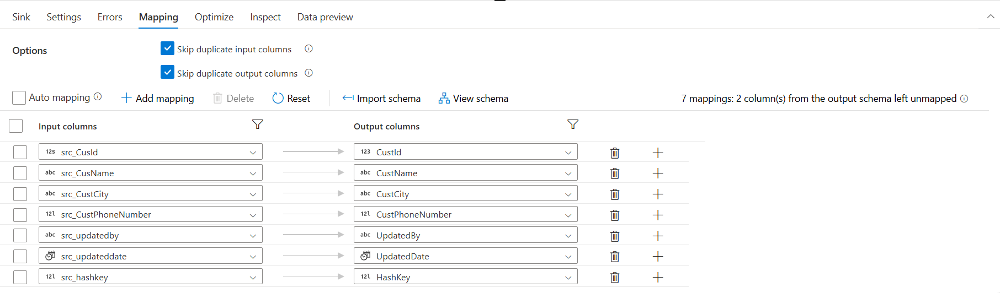 Sink Settings Errors Mapping Optimize Inspect Data preview
Options
Skip duplicate input columns
Skip duplicate output columns
Auto mapping Add mapping Delete Reset Import schema View schema 7 mappings: 2 column(s) from the output schema left unmapped
Input columns Output columns
12s src_CusId 123 CustId
abc src_CusName abc CustName
abc src_CustCity abc CustCity
12l src_CustPhoneNumber 12l CustPhoneNumber
abc src_updatedby abc UpdatedBy
src_updateddate UpdatedDate
12l src_hashkey 12l HashKey